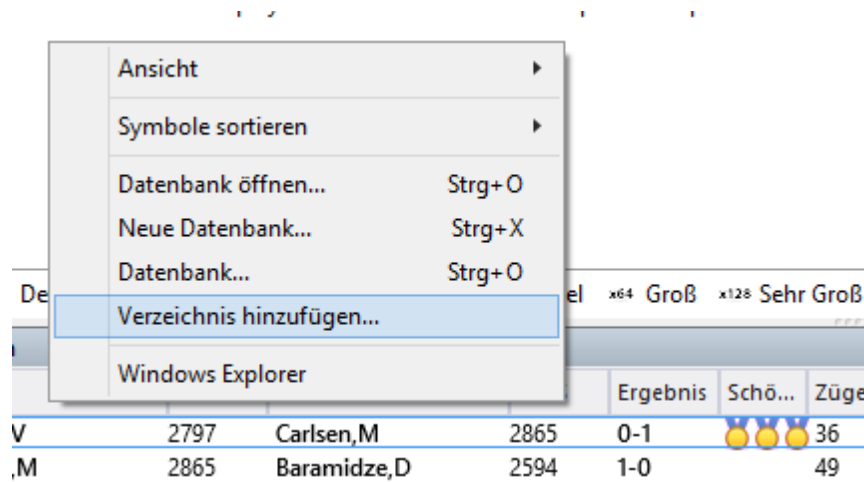 Ansicht
Symbole sortieren
Datenbank öffnen... Strg+O
Neue Datenbank... Strg+X
Datenbank... Strg+O
De el x64 Groß x128 Sehr Groß
Verzeichnis hinzufügen...
Windows Explorer
Ergebnis Schö... Züge
V 2797 Carlsen,M 2865 0-1 36
,M 2865 Baramidze,D 2594 1-0 49